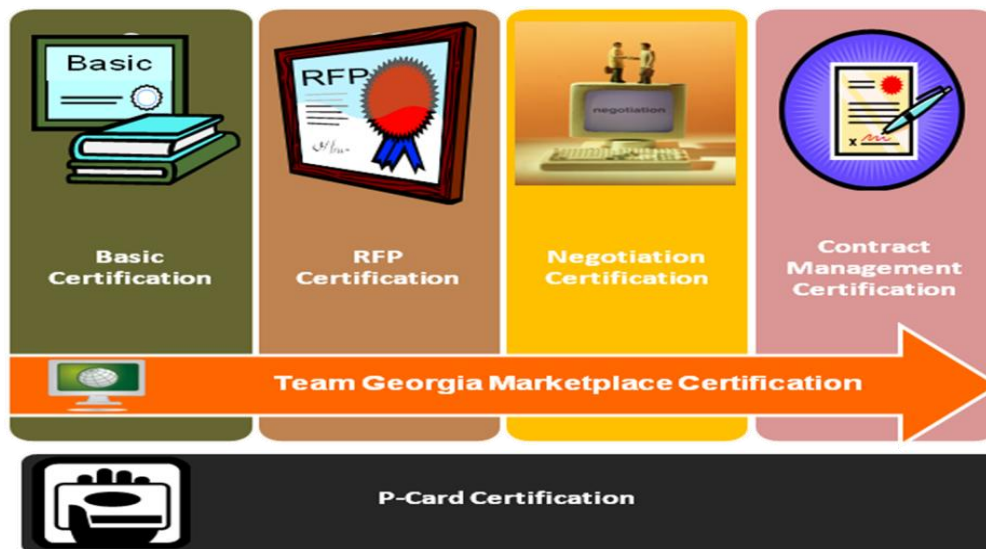 Basic
RFP
negotiation
x
Basic
Certification
RFP
Certification
Negotiation
Certification
Contract
Management
Certification
Team Georgia Marketplace Certification
P-Card Certification